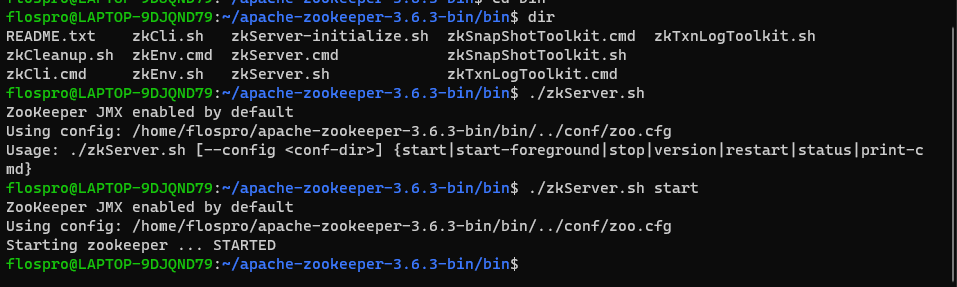 flospro@LAPTOP-9DJQND79:~/apache-zookeeper-3.6.3-bin$ cd bin
flospro@LAPTOP-9DJQND79:~/apache-zookeeper-3.6.3-bin/bin$ dir
README.txt    zkCli.sh   zkServer-initialize.sh  zkSnapShotToolkit.cmd  zkTxnLogToolkit.sh
zkCleanup.sh  zkEnv.cmd  zkServer.cmd            zkSnapShotToolkit.sh
zkCli.cmd     zkEnv.sh   zkServer.sh             zkTxnLogToolkit.cmd
flospro@LAPTOP-9DJQND79:~/apache-zookeeper-3.6.3-bin/bin$ ./zkServer.sh
ZooKeeper JMX enabled by default
Using config: /home/flospro/apache-zookeeper-3.6.3-bin/bin/../conf/zoo.cfg
Usage: ./zkServer.sh [--config <conf-dir>] {start|start-foreground|stop|version|restart|status|print-c
md}
flospro@LAPTOP-9DJQND79:~/apache-zookeeper-3.6.3-bin/bin$ ./zkServer.sh start
ZooKeeper JMX enabled by default
Using config: /home/flospro/apache-zookeeper-3.6.3-bin/bin/../conf/zoo.cfg
Starting zookeeper ... STARTED
flospro@LAPTOP-9DJQND79:~/apache-zookeeper-3.6.3-bin/bin$